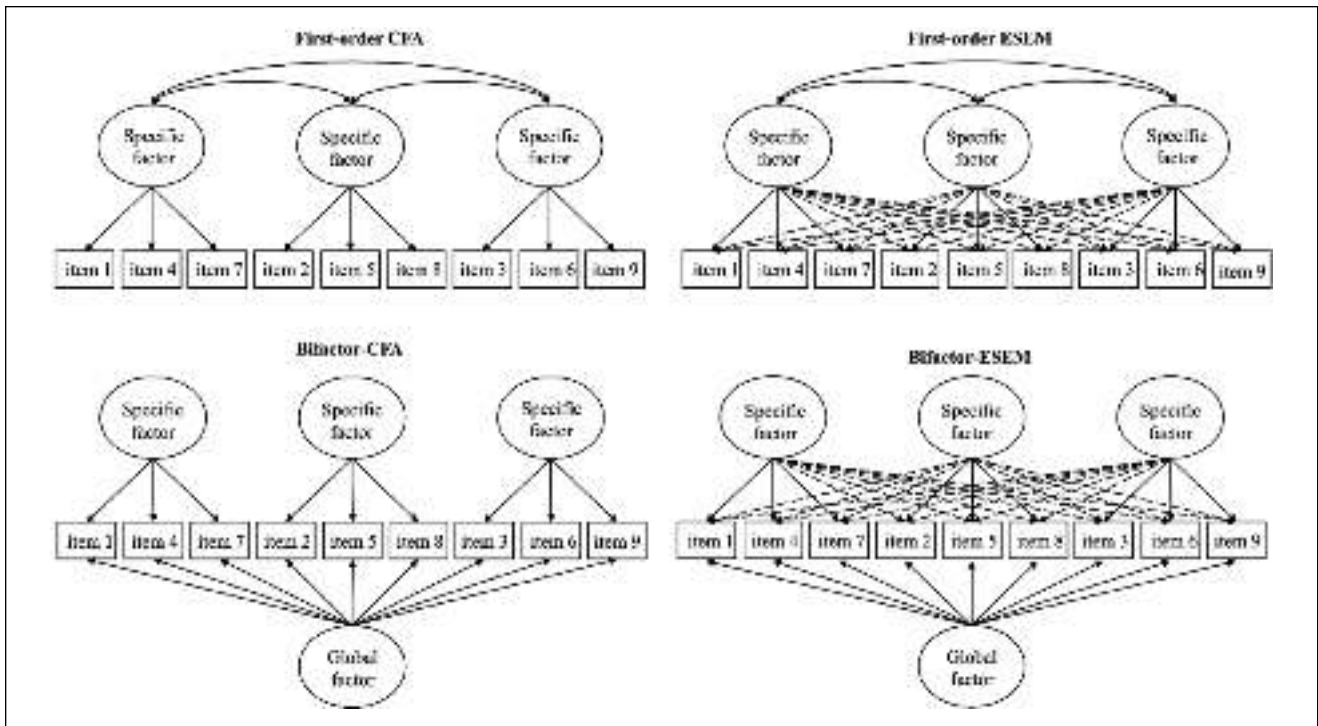 First-order CFA
First-order ESEM
Specific factor
Specific factor
Specific factor
Specific factor
Specific factor
Specific factor
item 1 item 4 item 7 item 2 item 5 item 8 item 3 item 6 item 9
item 1 item 4 item 7 item 2 item 5 item 8 item 3 item 6 item 9
Bifactor-CFA
Bifactor-ESEM
Specific factor
Specific factor
Specific factor
Specific factor
Specific factor
Specific factor
item 1 item 4 item 7 item 2 item 5 item 8 item 3 item 6 item 9
item 1 item 4 item 7 item 2 item 5 item 8 item 3 item 6 item 9
Global factor
Global factor